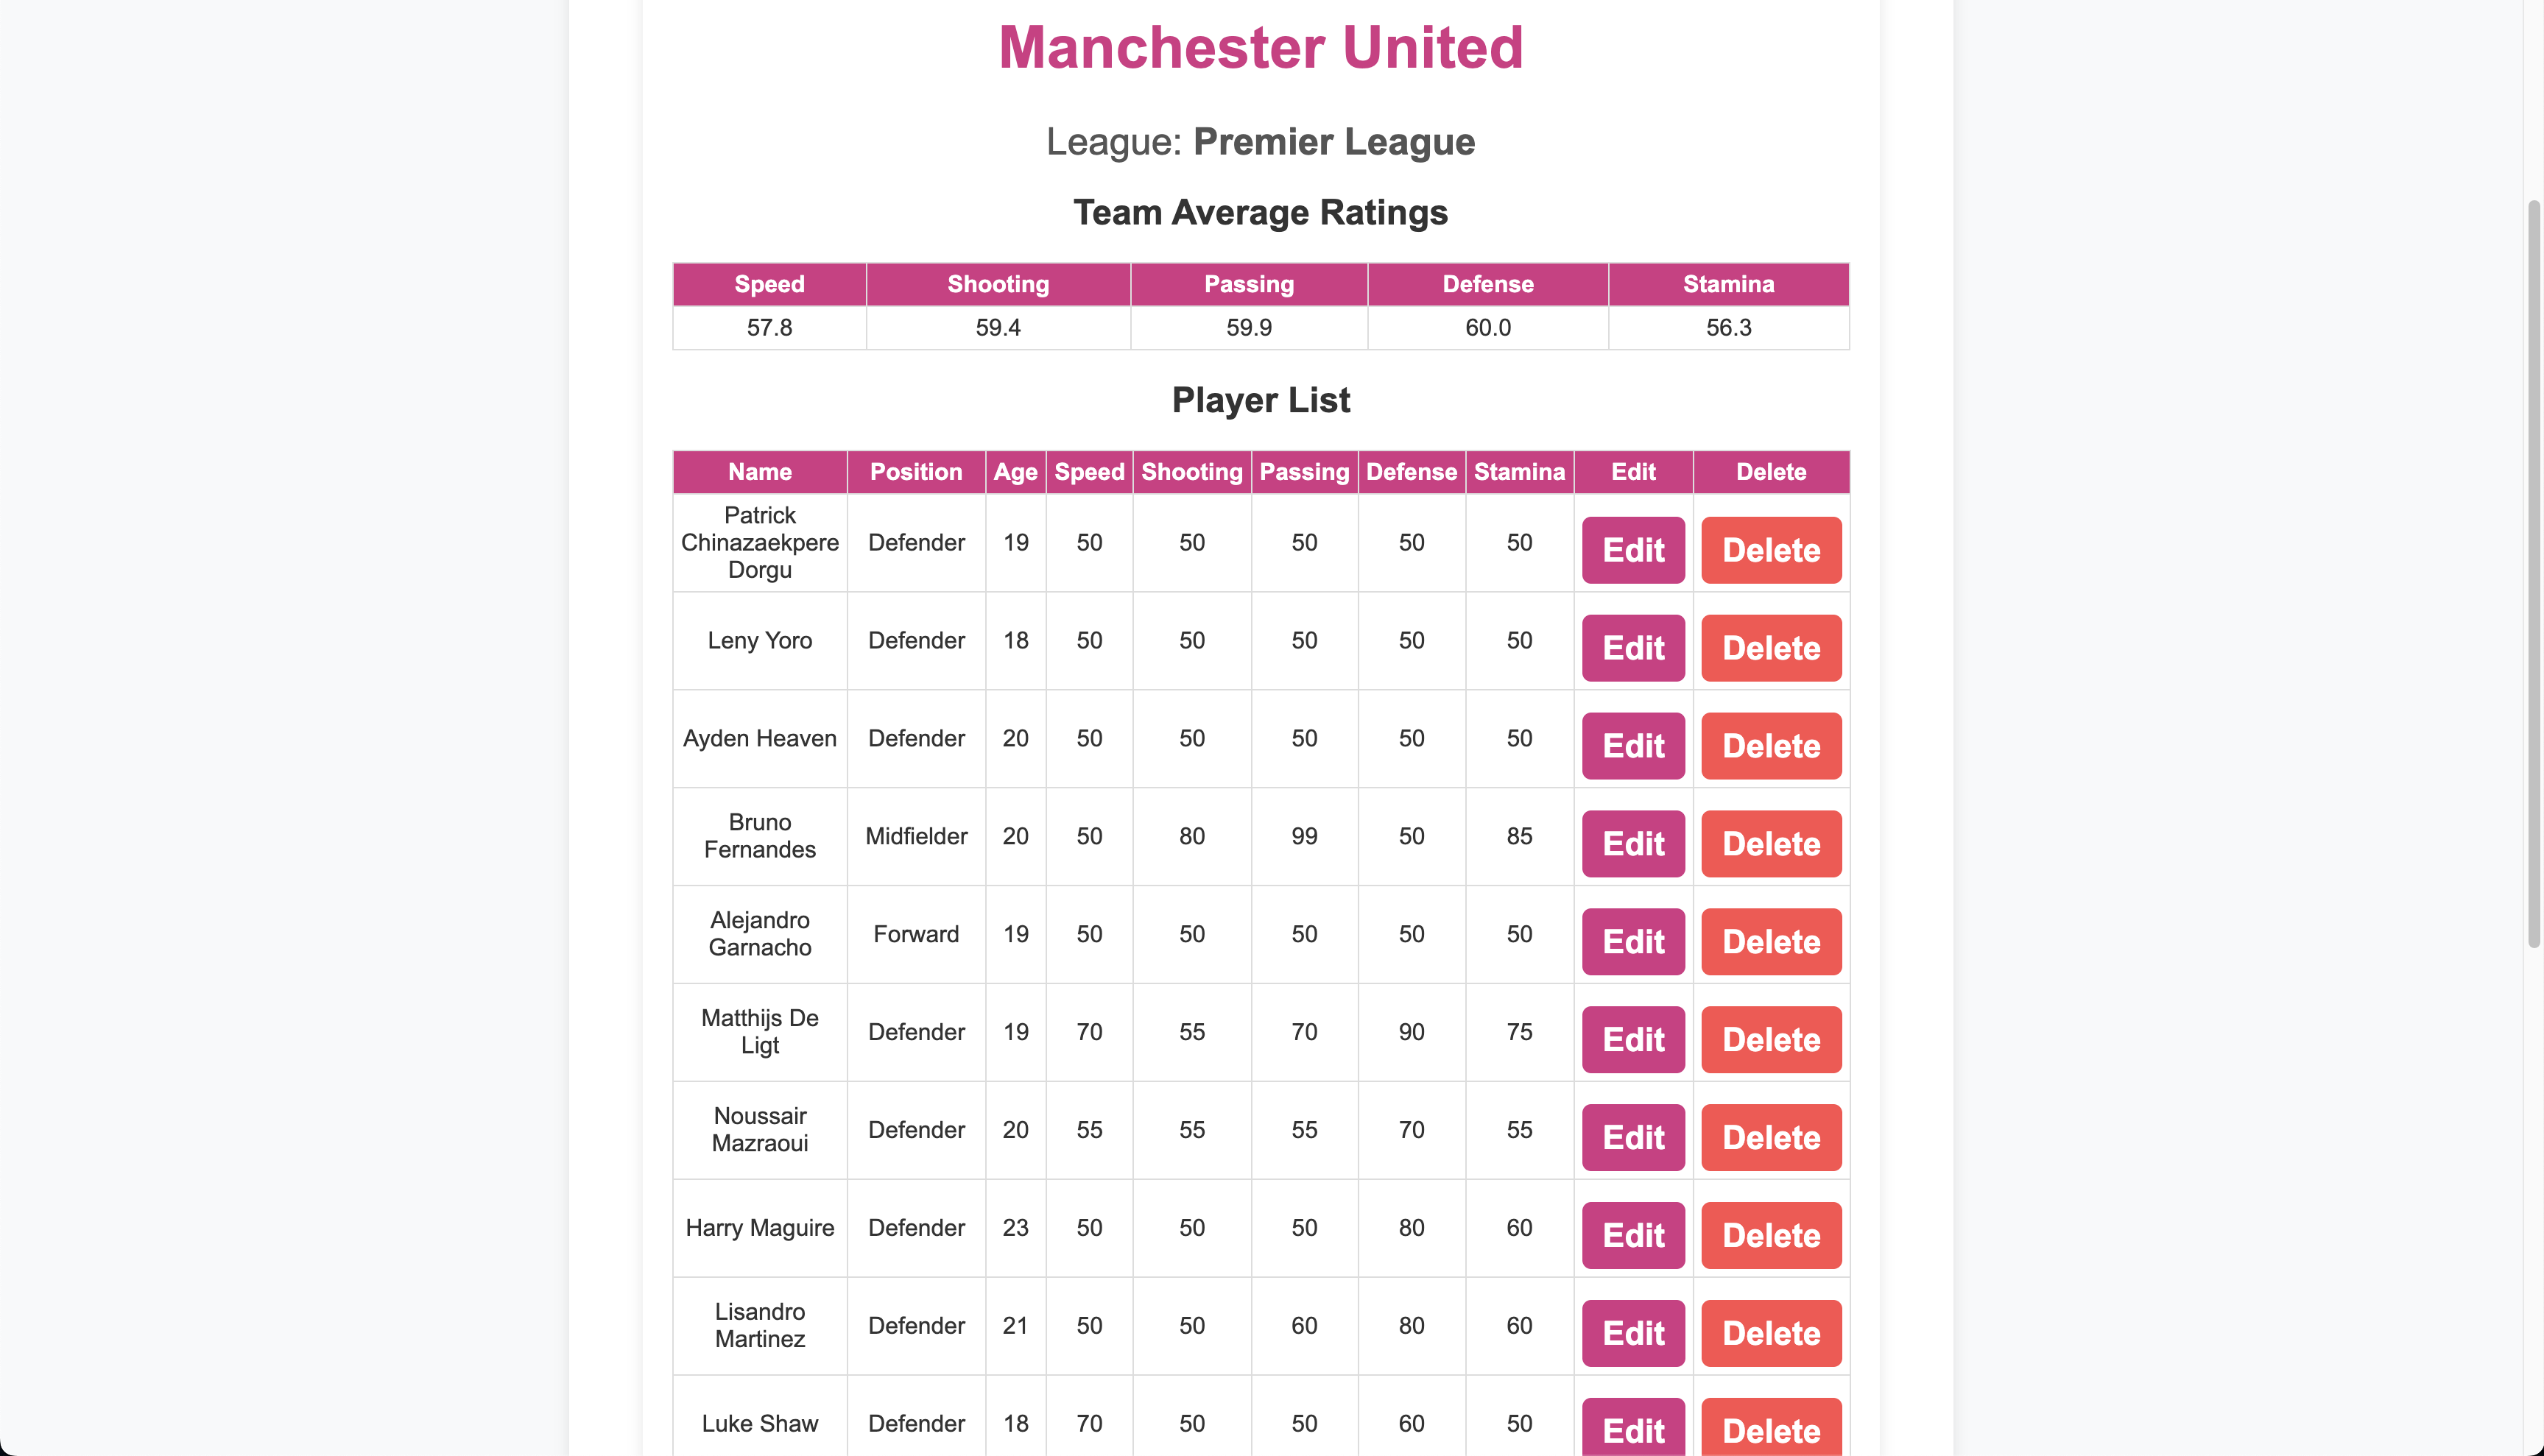 Manchester United
League: Premier League
Team Average Ratings
Speed Shooting Passing Defense Stamina
57.8 59.4 59.9 60.0 56.3
Player List
Name Position Age Speed Shooting Passing Defense Stamina Edit Delete
Patrick
Chinazaekpere
Dorgu
Defender 19 50 50 50 50 50 Edit Delete
Leny Yoro Defender 18 50 50 50 50 50 Edit Delete
Ayden Heaven Defender 20 50 50 50 50 50 Edit Delete
Bruno
Fernandes
Midfielder 20 50 80 99 50 85 Edit Delete
Alejandro
Garnacho
Forward 19 50 50 50 50 50 Edit Delete
Matthijs De
Ligt
Defender 19 70 55 70 90 75 Edit Delete
Noussair
Mazraoui
Defender 20 55 55 55 70 55 Edit Delete
Harry Maguire Defender 23 50 50 50 80 60 Edit Delete
Lisandro
Martinez
Defender 21 50 50 60 80 60 Edit Delete
Luke Shaw Defender 18 70 50 50 60 50 Edit Delete